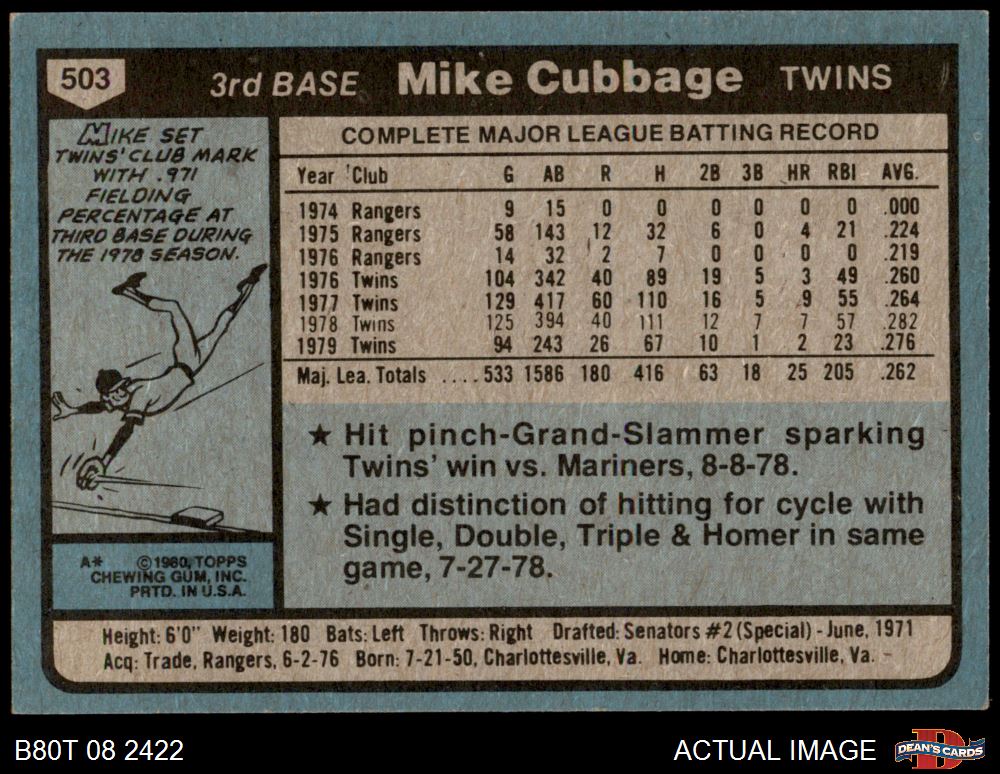 503 3rd BASE Mike Cubbage TWINS
MIKE SET
TWINS' CLUB MARK
WITH .971
FIELDING
PERCENTAGE AT
THIRD BASE DURING
THE 1978 SEASON.
COMPLETE MAJOR LEAGUE BATTING RECORD
Year Club G AB R H 2B 3B HR RBI AVG.
1974 Rangers 9 15 0 0 0 0 0 0 .000
1975 Rangers 58 143 12 32 6 0 4 21 .224
1976 Rangers 14 32 2 7 0 0 0 0 .219
1976 Twins 104 342 40 89 19 5 3 49 .260
1977 Twins 129 417 60 110 16 5 9 55 .264
1978 Twins 125 394 40 111 12 7 7 57 .282
1979 Twins 94 243 26 67 10 1 2 23 .276
Maj. Lea. Totals ....533 1586 180 416 63 18 25 205 .262
★ Hit pinch-Grand-Slammer sparking
Twins' win vs. Mariners, 8-8-78.
★ Had distinction of hitting for cycle with
Single, Double, Triple & Homer in same
game, 7-27-78.
A* ©1980, TOPPS
CHEWING GUM, INC.
PRTD. IN U.S.A.
Height: 6'0" Weight: 180 Bats: Left Throws: Right Drafted: Senators #2 (Special) - June, 1971
Acq: Trade, Rangers, 6-2-76 Born: 7-21-50, Charlottesville, Va. Home: Charlottesville, Va.
B80T 08 2422 ACTUAL IMAGE DEAN'S CARDS